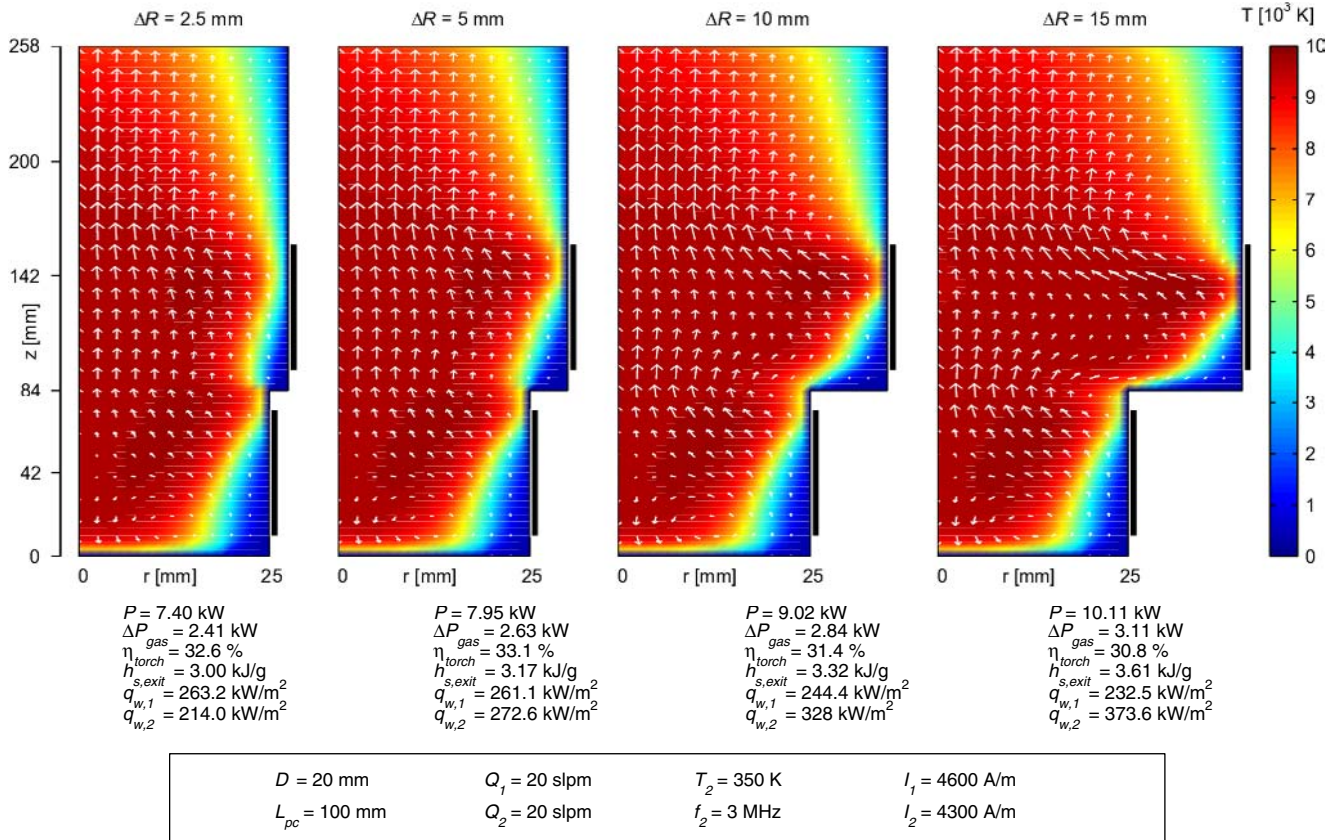 ΔR = 2.5 mm
ΔR = 5 mm
ΔR = 10 mm
ΔR = 15 mm
T [10³ K]
258
200
142
84
42
0
z [mm]
0
r [mm]
25
0
r [mm]
25
0
r [mm]
25
0
r [mm]
25
10
9
8
7
6
5
4
3
2
1
0
P = 7.40 kW
ΔP_gas = 2.41 kW
η_torch = 32.6 %
h_s,exit = 3.00 kJ/g
q_w,1 = 263.2 kW/m²
q_w,2 = 214.0 kW/m²
P = 7.95 kW
ΔP_gas = 2.63 kW
η_torch = 33.1 %
h_s,exit = 3.17 kJ/g
q_w,1 = 261.1 kW/m²
q_w,2 = 272.6 kW/m²
P = 9.02 kW
ΔP_gas = 2.84 kW
η_torch = 31.4 %
h_s,exit = 3.32 kJ/g
q_w,1 = 244.4 kW/m²
q_w,2 = 328 kW/m²
P = 10.11 kW
ΔP_gas = 3.11 kW
η_torch = 30.8 %
h_s,exit = 3.61 kJ/g
q_w,1 = 232.5 kW/m²
q_w,2 = 373.6 kW/m²
D = 20 mm Q₁ = 20 slpm T₂ = 350 K I₁ = 4600 A/m
L_pc = 100 mm Q₂ = 20 slpm f₂ = 3 MHz I₂ = 4300 A/m